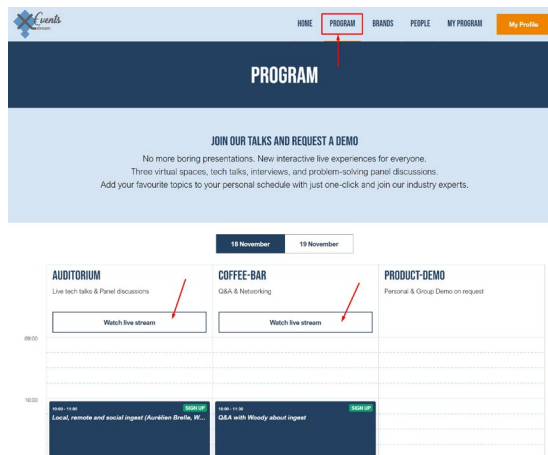 Events
stream
HOME PROGRAM BRANDS PEOPLE MY PROGRAM My Profile
PROGRAM
JOIN OUR TALKS AND REQUEST A DEMO
No more boring presentations. New interactive live experiences for everyone.
Three virtual spaces, tech talks, interviews, and problem-solving panel discussions.
Add your favourite topics to your personal schedule with just one-click and join our industry experts.
18 November 19 November
AUDITORIUM
Live tech talks & Panel discussions
Watch live stream
COFFEE-BAR
Q&A & Networking
Watch live stream
PRODUCT-DEMO
Personal & Group Demo on request
09:00
10:00
10:00 - 11:00 SIGN UP
Local, remote and social ingest (Aurélien Brelle, W...
10:00 - 11:30 SIGN UP
Q&A with Woody about ingest